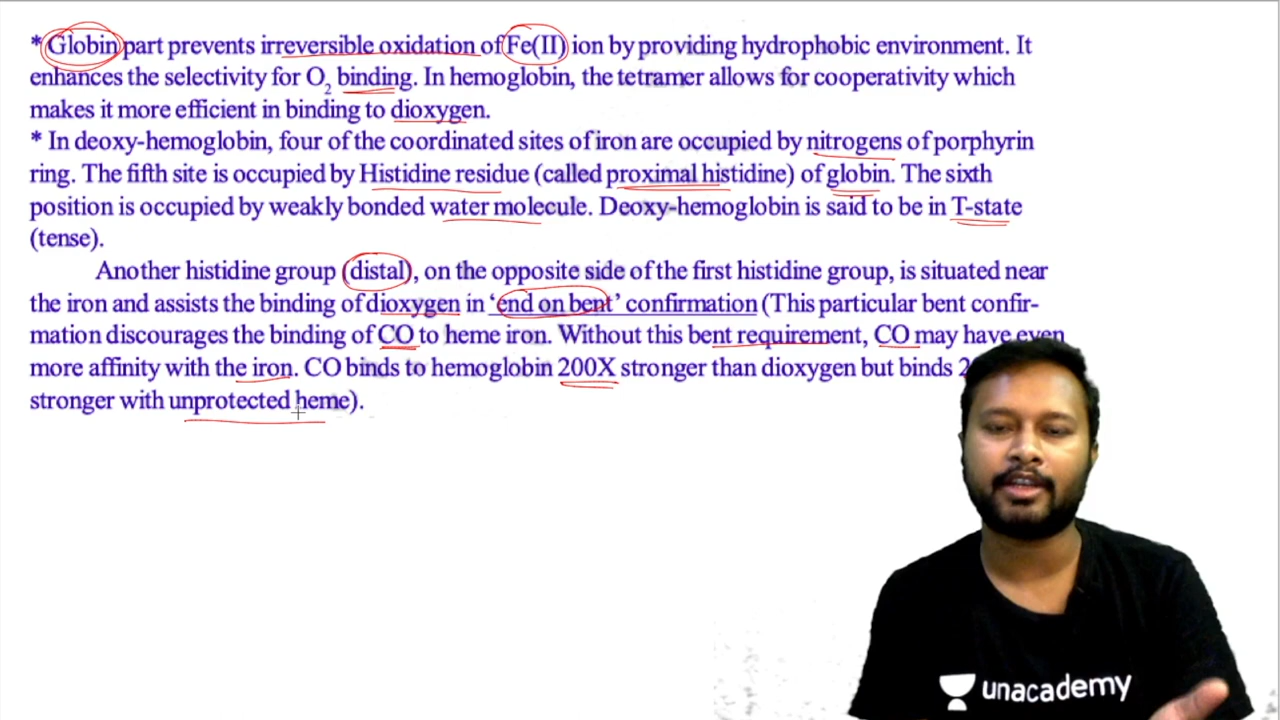 * Globin part prevents irreversible oxidation of Fe(II) ion by providing hydrophobic environment. It
enhances the selectivity for O₂ binding. In hemoglobin, the tetramer allows for cooperativity which
makes it more efficient in binding to dioxygen.
* In deoxy-hemoglobin, four of the coordinated sites of iron are occupied by nitrogens of porphyrin
ring. The fifth site is occupied by Histidine residue (called proximal histidine) of globin. The sixth
position is occupied by weakly bonded water molecule. Deoxy-hemoglobin is said to be in T-state
(tense).
Another histidine group (distal), on the opposite side of the first histidine group, is situated near
the iron and assists the binding of dioxygen in ‘end on bent’ confirmation (This particular bent confir-
mation discourages the binding of CO to heme iron. Without this bent requirement, CO may have even
more affinity with the iron. CO binds to hemoglobin 200X stronger than dioxygen but binds
stronger with unprotected heme).
unacademy